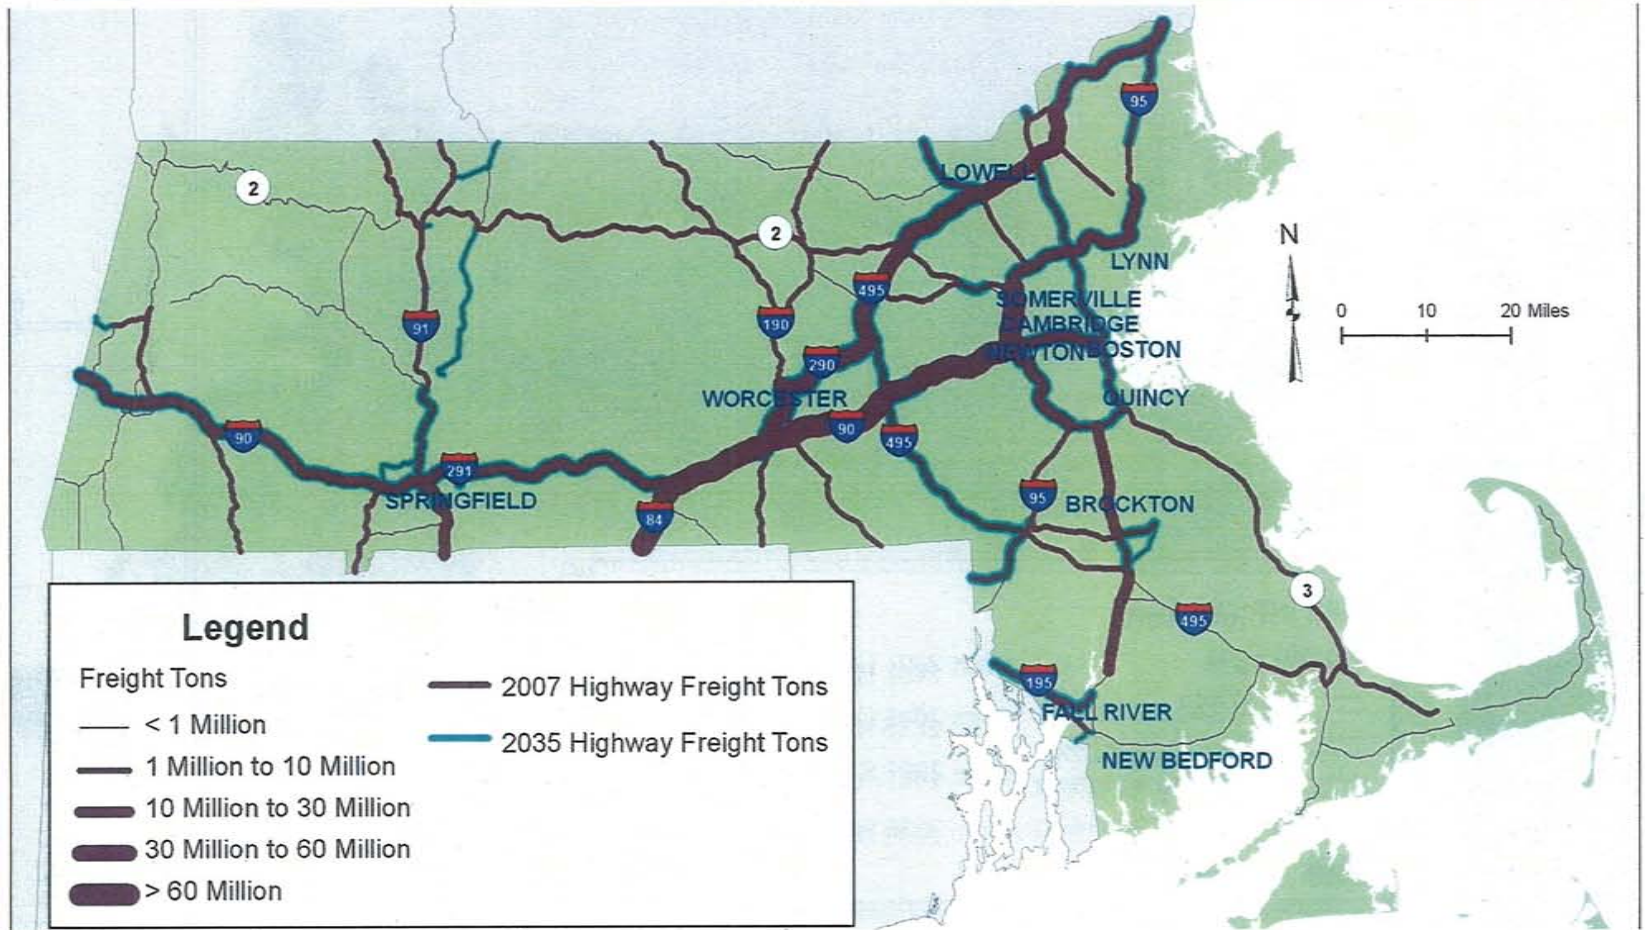 95
LOWELL
2
2
N
LYNN
495
SOMERVILLE
0 10 20 Miles
91
190
CAMBRIDGE
NEWTON BOSTON
290
WORCESTER
QUINCY
90
90
495
291
SPRINGFIELD
95
BROCKTON
84
3
495
195
FALL RIVER
NEW BEDFORD
Legend
Freight Tons
< 1 Million
1 Million to 10 Million
10 Million to 30 Million
30 Million to 60 Million
> 60 Million
2007 Highway Freight Tons
2035 Highway Freight Tons